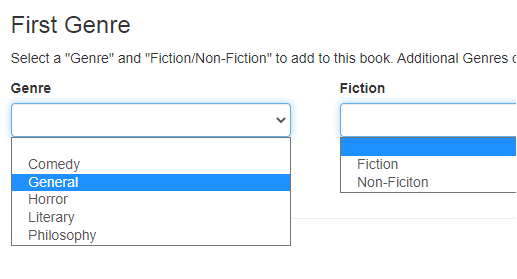 First Genre
Select a "Genre" and "Fiction/Non-Fiction" to add to this book. Additional Genres
Genre
Fiction
Comedy
General
Horror
Literary
Philosophy
Fiction
Non-Ficiton